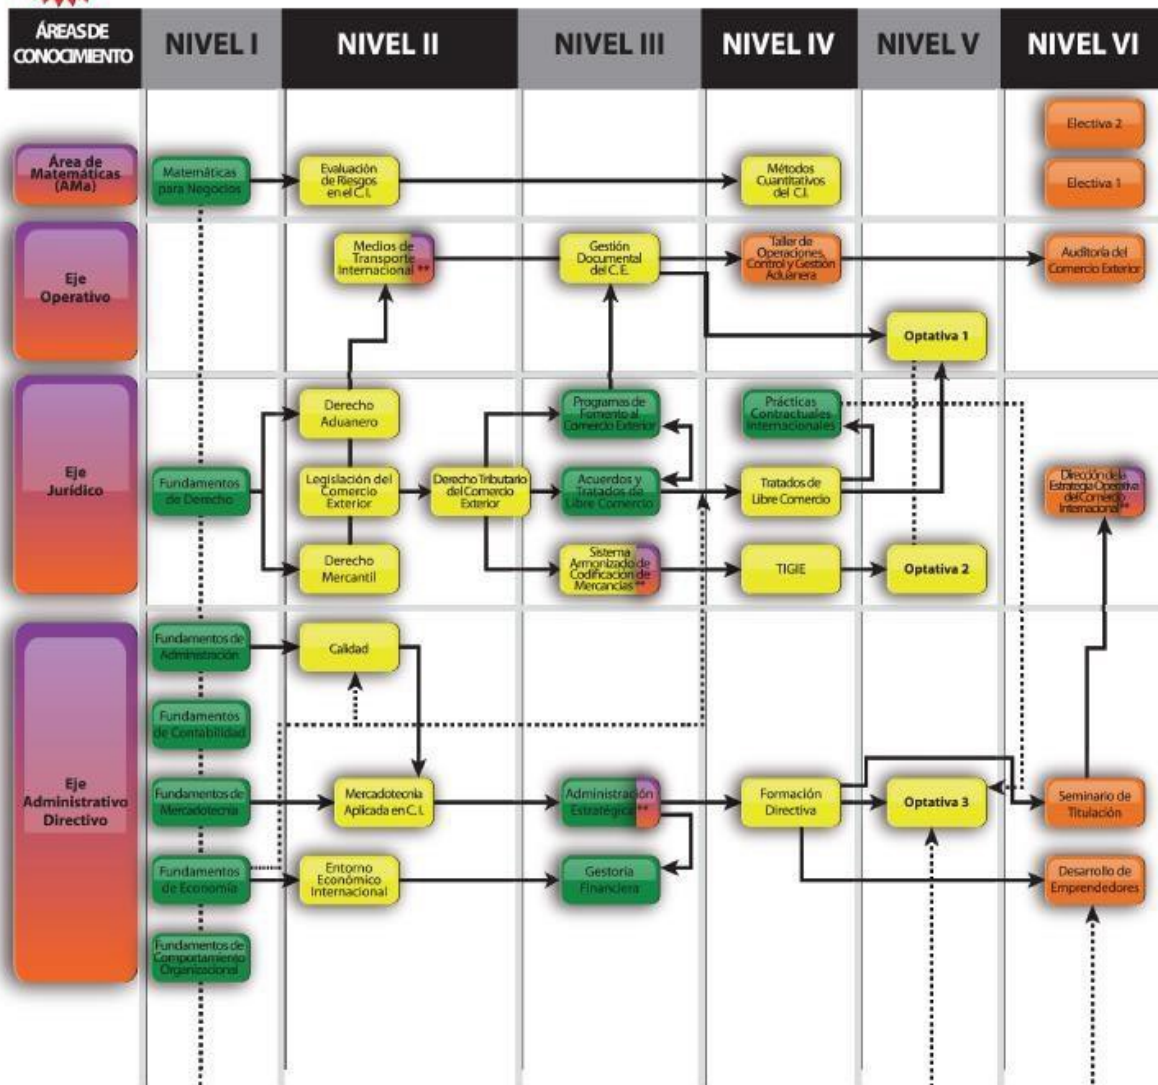 ÁREAS DE
CONOCIMIENTO
NIVEL I
NIVEL II
NIVEL III
NIVEL IV
NIVEL V
NIVEL VI
Electiva 2
Área de
Matemáticas
(AMa)
Matemáticas
para Negocios
Evaluación
de Riesgos
en el C.I.
Métodos
Cuantitativos
del C.I.
Electiva 1
Eje
Operativo
Medios de
Transporte
Internacional **
Gestión
Documental
del C.E.
Taller de
Operaciones,
Control y Gestión
Aduanera
Auditoría del
Comercio Exterior
Optativa 1
Eje
Jurídico
Fundamentos
de Derecho
Derecho
Aduanero
Legislación del
Comercio
Exterior
Derecho
Mercantil
Derecho Tributario
del Comercio
Exterior
Programas de
Fomento al
Comercio Exterior
Acuerdos y
Tratados de
Libre Comercio
Sistema
Armonizado de
Codificación de
Mercancías **
Prácticas
Contractuales
Internacionales
Tratados de
Libre Comercio
TIGIE
Optativa 2
Dirección de la
Estrategia Operativa
del Comercio
Internacional **
Eje
Administrativo
Directivo
Fundamentos de
Administración
Calidad
Fundamentos
de Contabilidad
Fundamentos de
Mercadotecnia
Mercadotecnia
Aplicada en C.I.
Administración
Estratégica **
Formación
Directiva
Optativa 3
Seminario de
Titulación
Fundamentos
de Economía
Entorno
Económico
Internacional
Gestoría
Financiera
Desarrollo de
Emprendedores
Fundamentos de
Comportamiento
Organizacional